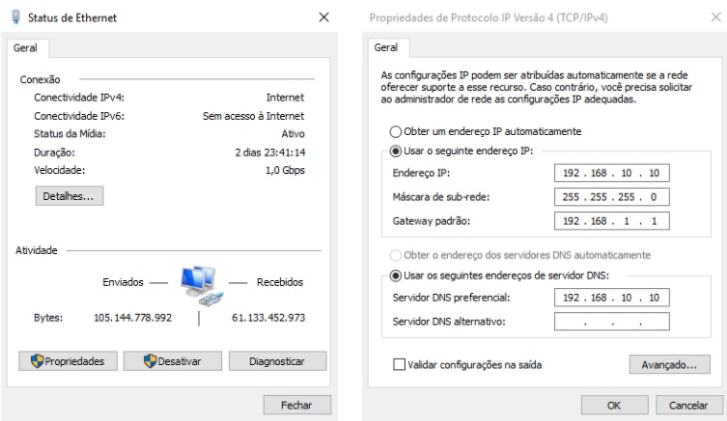 Status de Ethernet
Geral
Conexão
Conectividade IPv4: Internet
Conectividade IPv6: Sem acesso à Internet
Status da Mídia: Ativo
Duração: 2 dias 23:41:14
Velocidade: 1,0 Gbps
Detalhes...
Atividade
Enviados — — Recebidos
Bytes: 105.144.778.992 | 61.133.452.973
Propriedades Desativar Diagnosticar
Fechar
Propriedades de Protocolo IP Versão 4 (TCP/IPv4)
Geral
As configurações IP podem ser atribuídas automaticamente se a rede
oferecer suporte a esse recurso. Caso contrário, você precisa solicitar
ao administrador de rede as configurações IP adequadas.
Obter um endereço IP automaticamente
Usar o seguinte endereço IP:
Endereço IP: 192 . 168 . 10 . 10
Máscara de sub-rede: 255 . 255 . 255 . 0
Gateway padrão: 192 . 168 . 1 . 1
Obter o endereço dos servidores DNS automaticamente
Usar os seguintes endereços de servidor DNS:
Servidor DNS preferencial: 192 . 168 . 10 . 10
Servidor DNS alternativo: . . .
Validar configurações na saída Avançado...
OK Cancelar